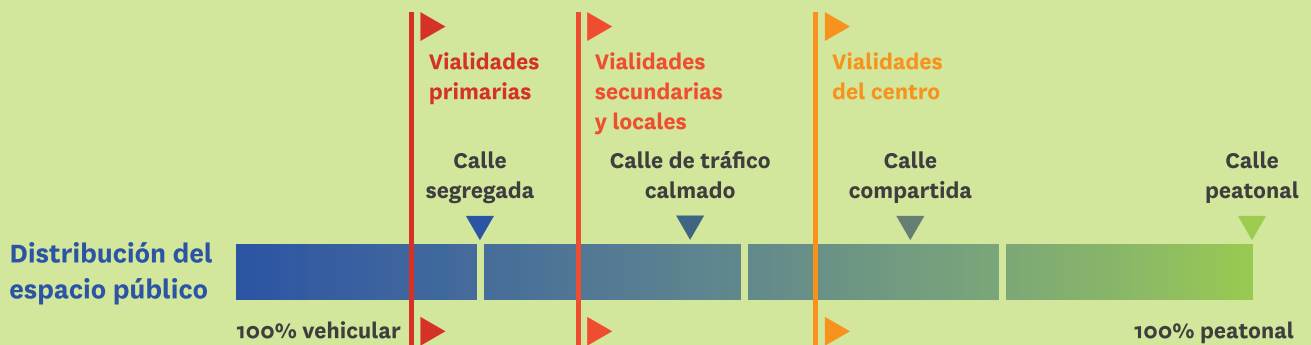 Vialidades
primarias
Vialidades
secundarias
y locales
Vialidades
del centro
Calle
segregada
Calle de tráfico
calmado
Calle
compartida
Calle
peatonal
Distribución del
espacio público
100% vehicular
100% peatonal